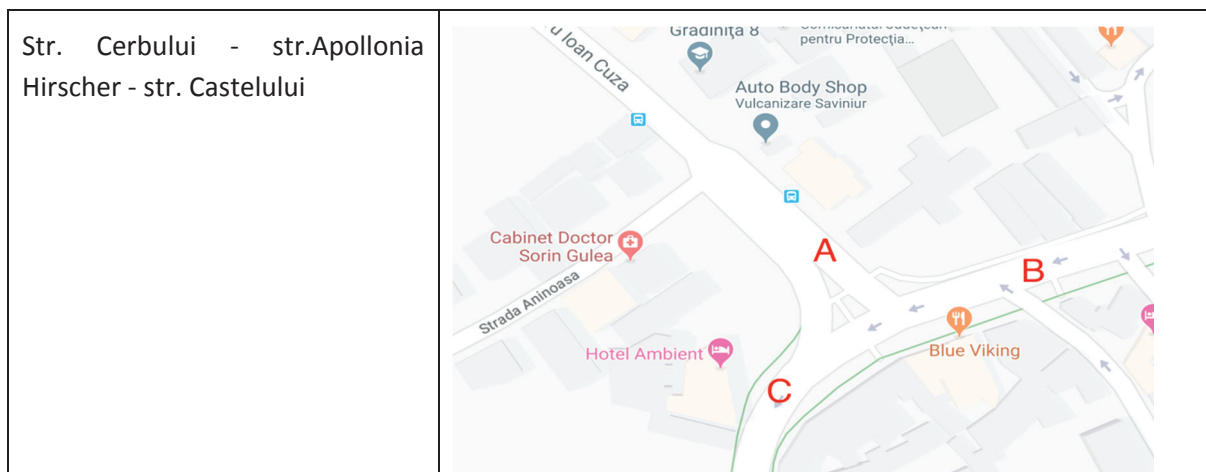 Str. Cerbului - str.Apollonia
Hirscher - str. Castelului
u Ioan Cuza
Grădinița 8
pentru Protecția...
Auto Body Shop
Vulcanizare Saviniur
A
Cabinet Doctor
Sorin Gulea
B
Strada Aninoasa
Hotel Ambient
Blue Viking
C